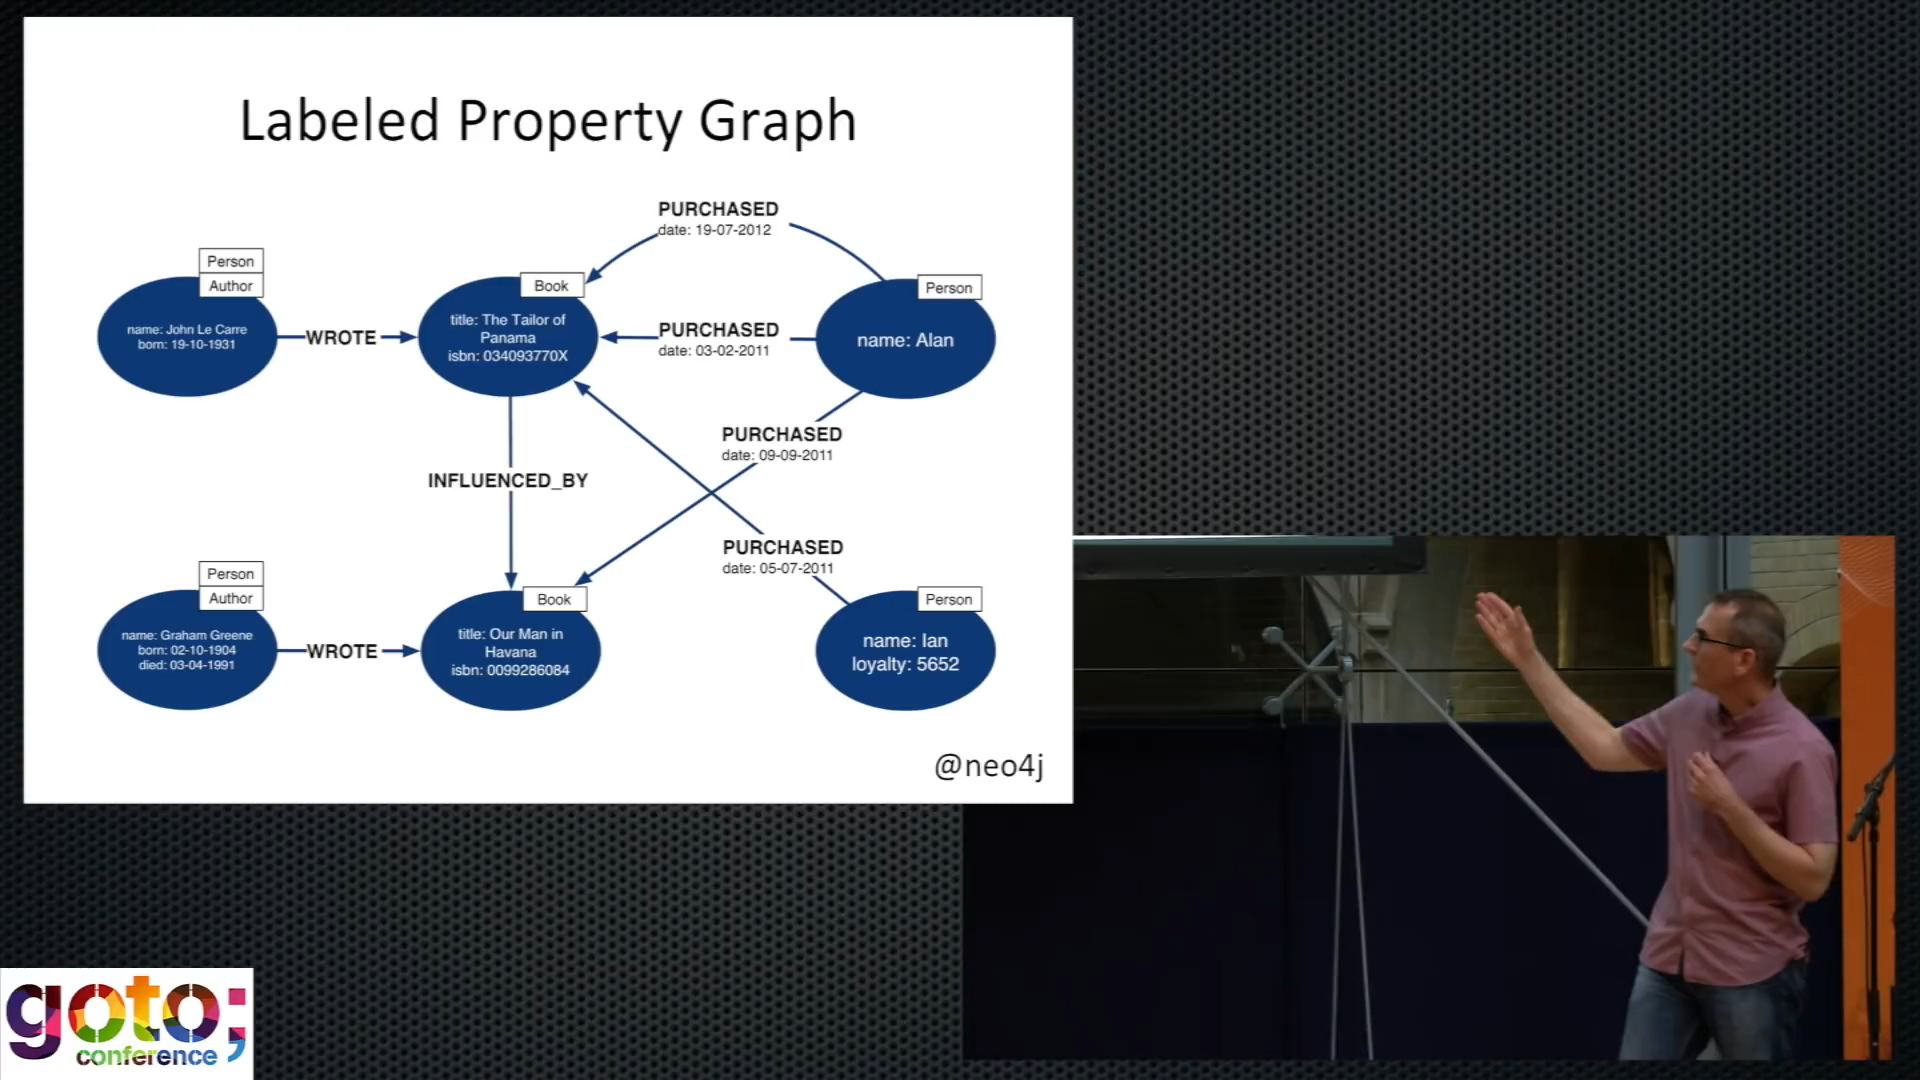 Labeled Property Graph
PURCHASED
date: 19-07-2012
Person
Author
name: John Le Carre
born: 19-10-1931
WROTE
Book
title: The Tailor of
Panama
isbn: 034093770X
PURCHASED
date: 03-02-2011
Person
name: Alan
PURCHASED
date: 09-09-2011
INFLUENCED_BY
PURCHASED
date: 05-07-2011
Person
Author
name: Graham Greene
born: 02-10-1904
died: 03-04-1991
WROTE
Book
title: Our Man in
Havana
isbn: 0099286084
Person
name: Ian
loyalty: 5652
@neo4j
goto;
conference